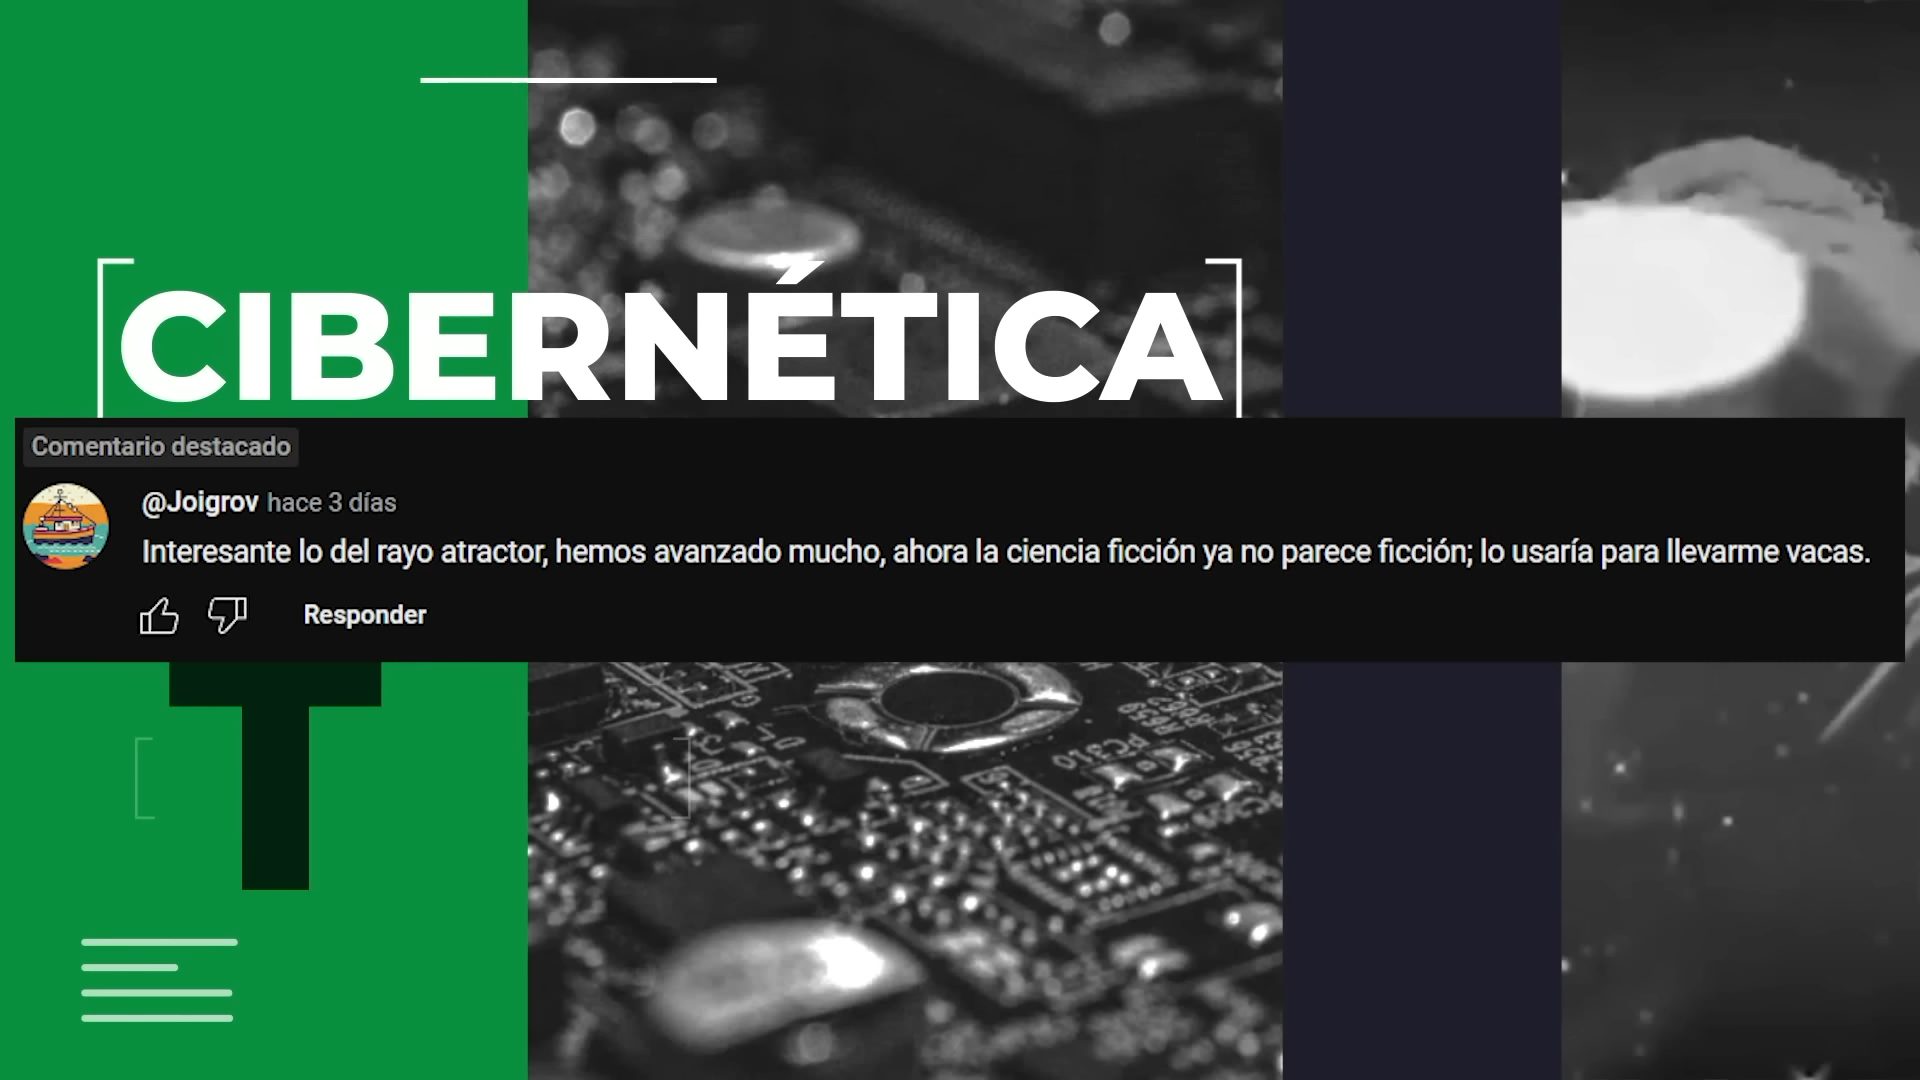 CIBERNÉTICA
Comentario destacado
@Joigrov hace 3 días
Interesante lo del rayo atractor, hemos avanzado mucho, ahora la ciencia ficción ya no parece ficción; lo usaría para llevarme vacas.
Responder
T
PC310